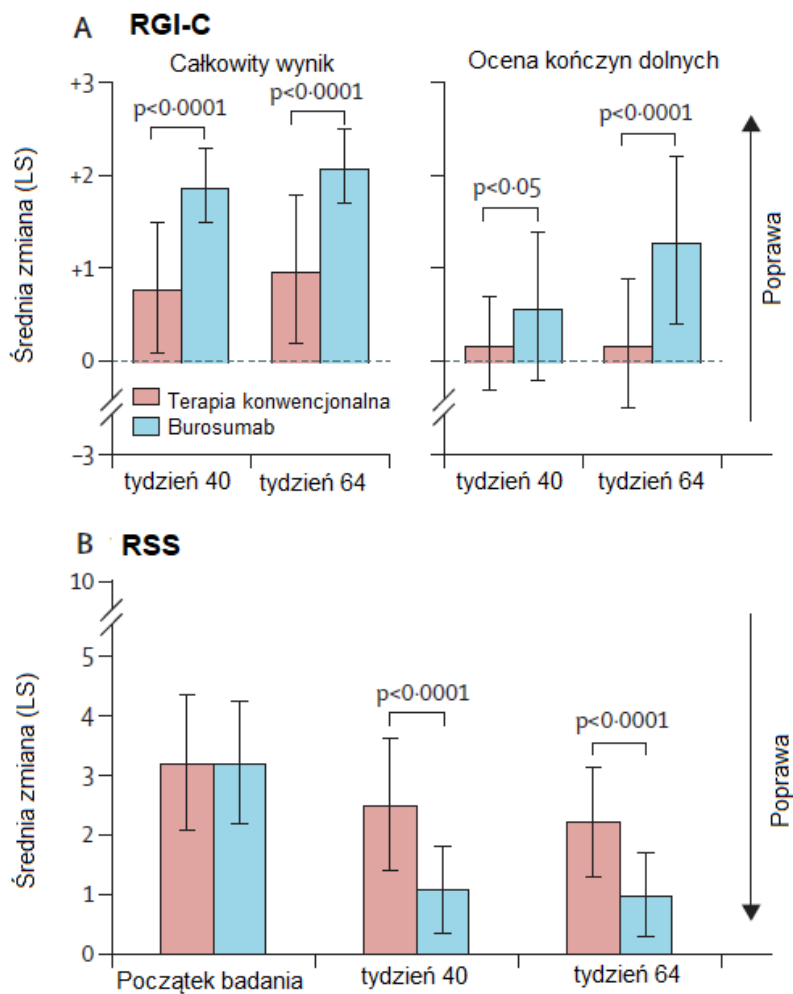 A RGI-C
Całkowity wynik
Ocena kończyn dolnych
+3
p<0·0001
p<0·0001
p<0·0001
+2
p<0·05
+1
0
−3
Średnia zmiana (LS)
Poprawa
Terapia konwencjonalna
Burosumab
tydzień 40
tydzień 64
tydzień 40
tydzień 64
B RSS
10
5
p<0·0001
4
p<0·0001
3
2
1
0
Średnia zmiana (LS)
Poprawa
Początek badania
tydzień 40
tydzień 64